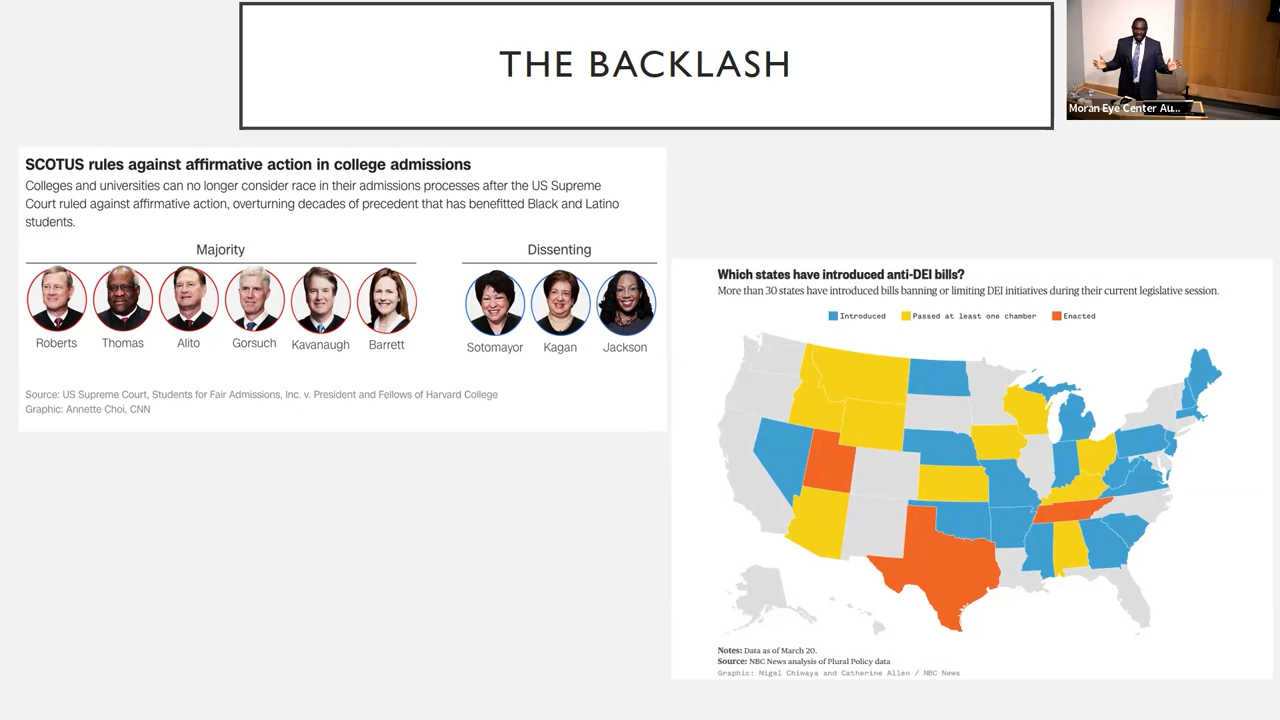 THE BACKLASH
Moran Eye Center Au...
SCOTUS rules against affirmative action in college admissions
Colleges and universities can no longer consider race in their admissions processes after the US Supreme
Court ruled against affirmative action, overturning decades of precedent that has benefitted Black and Latino
students.
Majority
Dissenting
Roberts Thomas Alito Gorsuch Kavanaugh Barrett
Sotomayor Kagan Jackson
Source: US Supreme Court, Students for Fair Admissions, Inc. v. President and Fellows of Harvard College
Graphic: Annette Choi, CNN
Which states have introduced anti-DEI bills?
More than 30 states have introduced bills banning or limiting DEI initiatives during their current legislative session.
Introduced Passed at least one chamber Enacted
Notes: Data as of March 20.
Source: NBC News analysis of Plural Policy data
Graphic: Nigel Chiwaya and Catherine Allen / NBC News